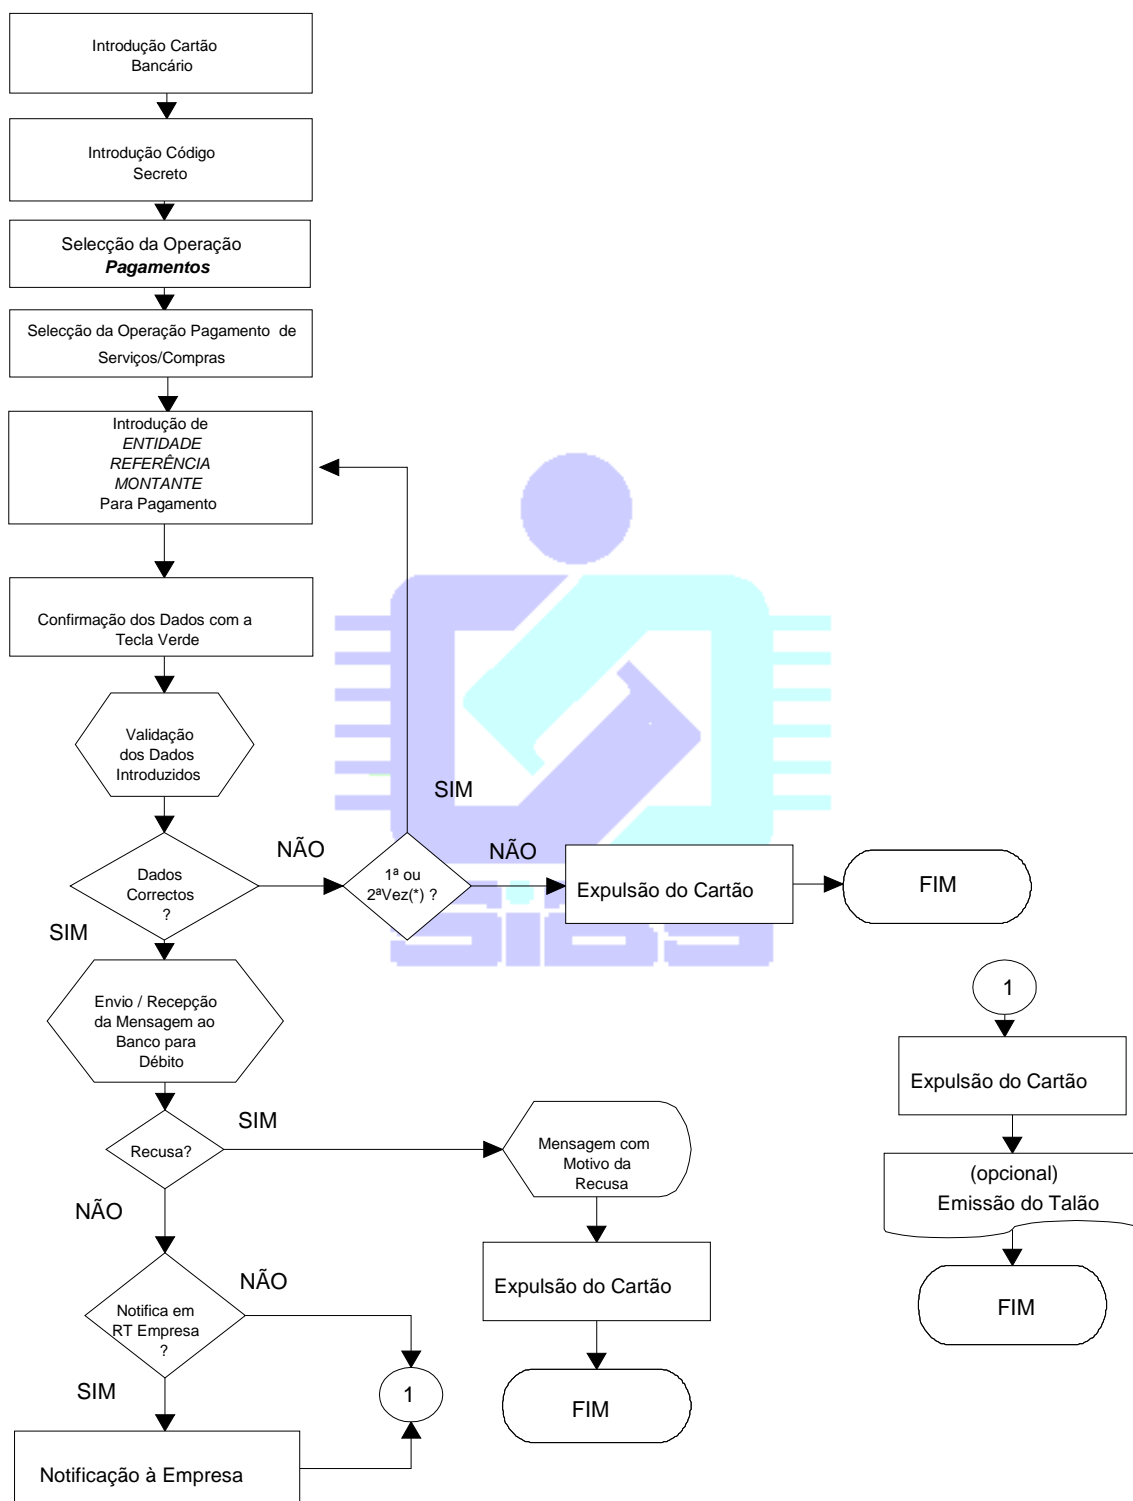 Introdução Cartão
Bancário
Introdução Código
Secreto
Selecção da Operação
Pagamentos
Selecção da Operação Pagamento de
Serviços/Compras
Introdução de
ENTIDADE
REFERÊNCIA
MONTANTE
Para Pagamento
Confirmação dos Dados com a
Tecla Verde
Validação
dos Dados
Introduzidos
SIM
Dados
Correctos
?
NÃO
1ª ou
2ªVez(*) ?
NÃO
Expulsão do Cartão
FIM
SIM
sibs
Envio / Recepção
da Mensagem ao
Banco para
Débito
Recusa?
SIM
Mensagem com
Motivo da
Recusa
Expulsão do Cartão
FIM
NÃO
Notifica em
RT Empresa
?
NÃO
1
SIM
Notificação à Empresa
1
Expulsão do Cartão
(opcional)
Emissão do Talão
FIM